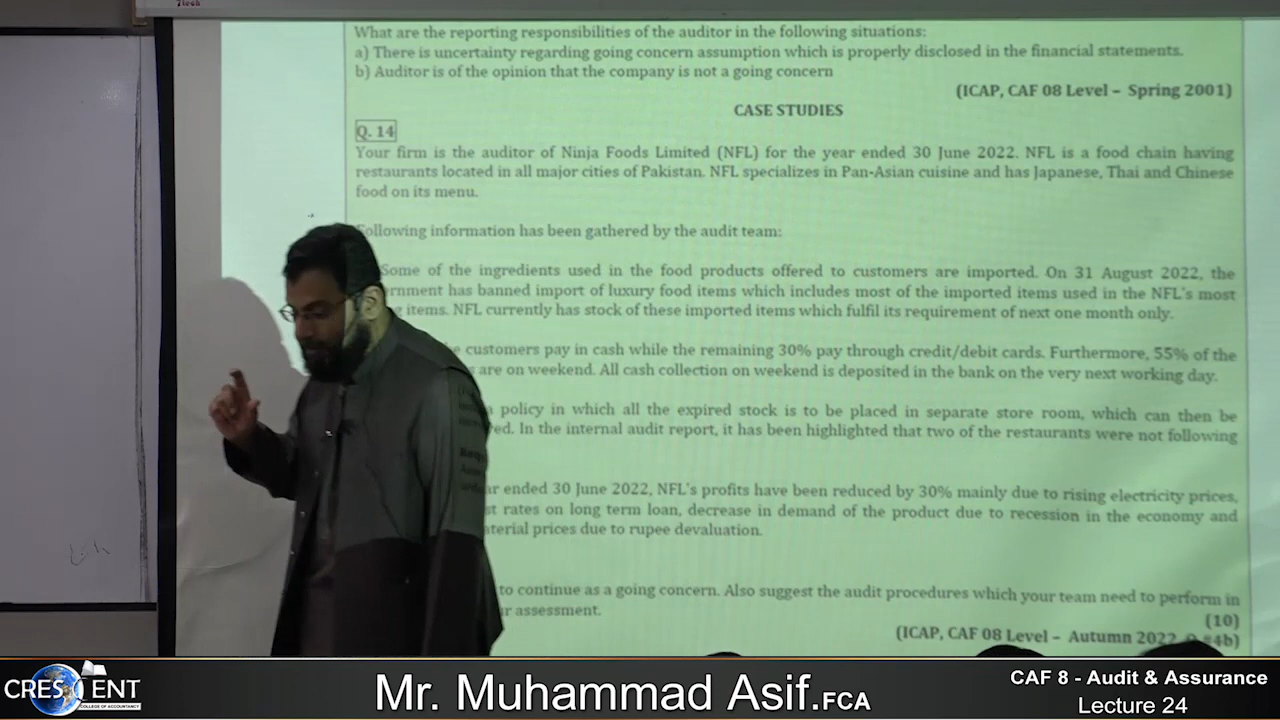 What are the reporting responsibilities of the auditor in the following situations:
a) There is uncertainty regarding going concern assumption which is properly disclosed in the financial statements.
b) Auditor is of the opinion that the company is not a going concern
(ICAP, CAF 08 Level – Spring 2001)
CASE STUDIES
Q. 14
Your firm is the auditor of Ninja Foods Limited (NFL) for the year ended 30 June 2022. NFL is a food chain having
restaurants located in all major cities of Pakistan. NFL specializes in Pan-Asian cuisine and has Japanese, Thai and Chinese
food on its menu.
ollowing information has been gathered by the audit team:
Some of the ingredients used in the food products offered to customers are imported. On 31 August 2022, the
ernment has banned import of luxury food items which includes most of the imported items used in the NFL's most
items. NFL currently has stock of these imported items which fulfil its requirement of next one month only.
customers pay in cash while the remaining 30% pay through credit/debit cards. Furthermore, 55% of the
are on weekend. All cash collection on weekend is deposited in the bank on the very next working day.
policy in which all the expired stock is to be placed in separate store room, which can then be
ed. In the internal audit report, it has been highlighted that two of the restaurants were not following
ar ended 30 June 2022, NFL's profits have been reduced by 30% mainly due to rising electricity prices,
st rates on long term loan, decrease in demand of the product due to recession in the economy and
terial prices due to rupee devaluation.
to continue as a going concern. Also suggest the audit procedures which your team need to perform in
r assessment.
(10)
(ICAP, CAF 08 Level – Autumn 2022, Q #4b)
CRESCENT
COLLEGE OF ACCOUNTANCY
Mr. Muhammad Asif.FCA
CAF 8 - Audit & Assurance
Lecture 24